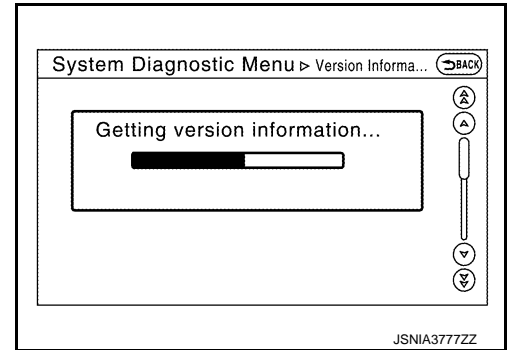 System Diagnostic Menu ▷ Version Informa... BACK
Getting version information...
JSNIA3777ZZ